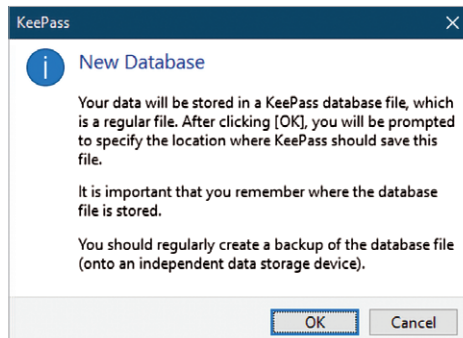 KeePass
New Database
Your data will be stored in a KeePass database file, which
is a regular file. After clicking [OK], you will be prompted
to specify the location where KeePass should save this
file.
It is important that you remember where the database
file is stored.
You should regularly create a backup of the database file
(onto an independent data storage device).
OK
Cancel